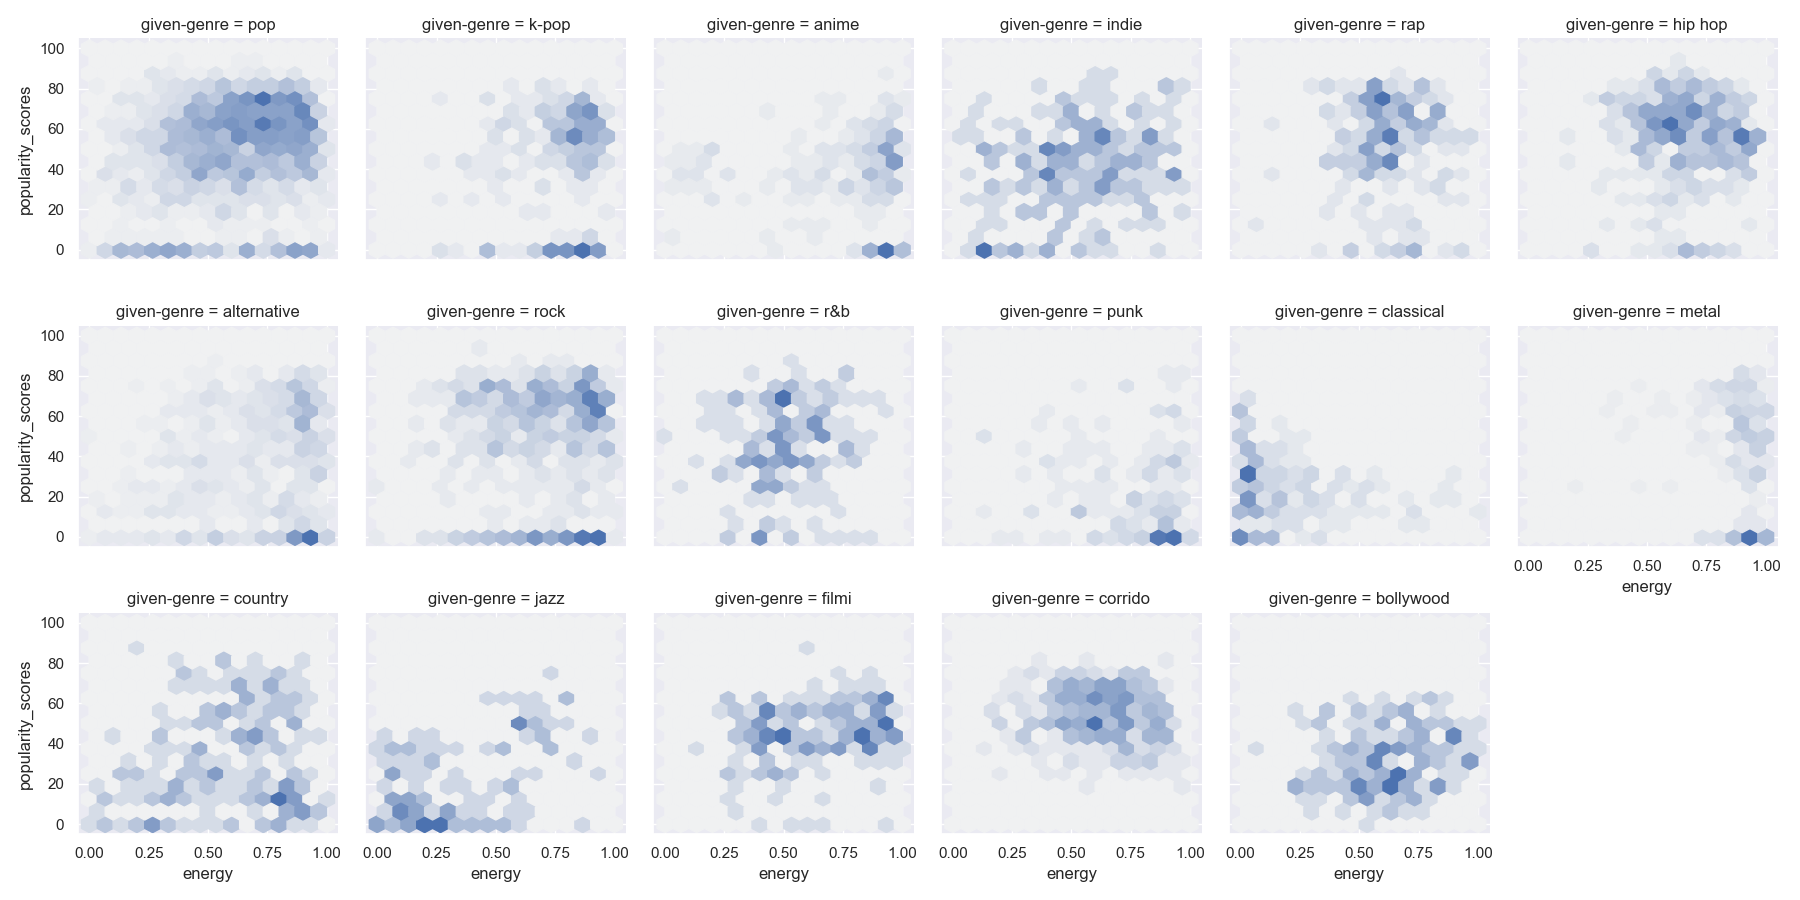 given-genre = pop
given-genre = k-pop
given-genre = anime
given-genre = indie
given-genre = rap
given-genre = hip hop
100
80
60
40
20
0
popularity_scores
given-genre = alternative
given-genre = rock
given-genre = r&b
given-genre = punk
given-genre = classical
given-genre = metal
100
80
60
40
20
0
popularity_scores
0.00 0.25 0.50 0.75 1.00
energy
given-genre = country
given-genre = jazz
given-genre = filmi
given-genre = corrido
given-genre = bollywood
100
80
60
40
20
0
popularity_scores
0.00 0.25 0.50 0.75 1.00
0.00 0.25 0.50 0.75 1.00
0.00 0.25 0.50 0.75 1.00
0.00 0.25 0.50 0.75 1.00
0.00 0.25 0.50 0.75 1.00
energy
energy
energy
energy
energy